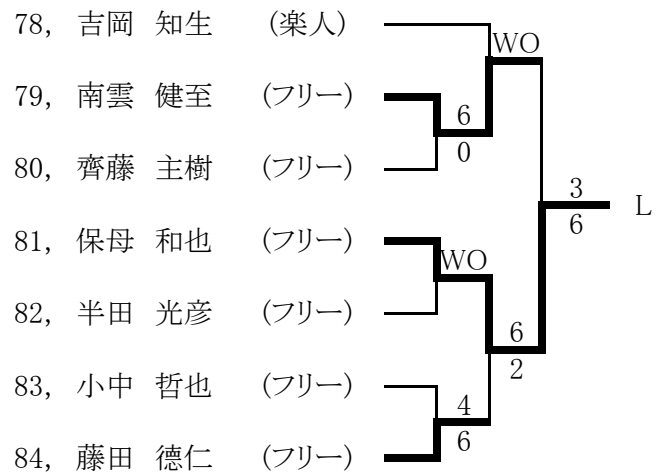 78, 吉岡 知生 (楽人)
WO
79, 南雲 健至 (フリー)
6
0
80, 齊藤 主樹 (フリー)
3
6
L
81, 保母 和也 (フリー)
WO
82, 半田 光彦 (フリー)
6
2
83, 小中 哲也 (フリー)
4
6
84, 藤田 德仁 (フリー)